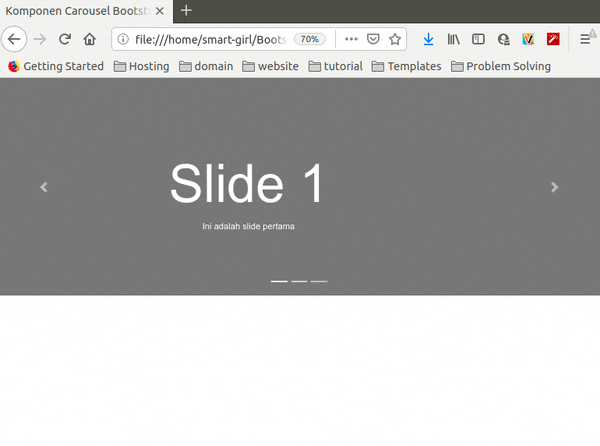 Komponen Carousel Bootst
file:///home/smart-girl/Boots
70%
Getting Started
Hosting
domain
website
tutorial
Templates
Problem Solving
Slide 1
Ini adalah slide pertama